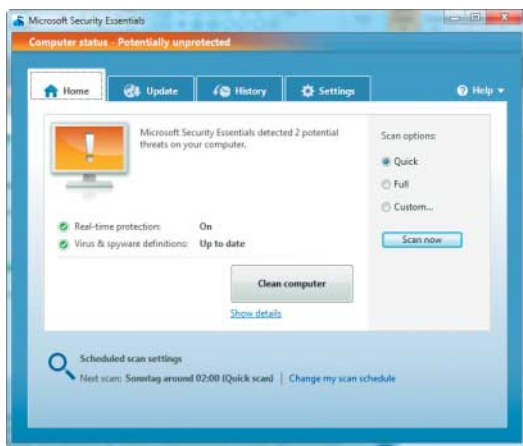 Microsoft Security Essentials
Computer status - Potentially unprotected
Home
Update
History
Settings
Help
Microsoft Security Essentials detected 2 potential
threats on your computer.
Real-time protection: On
Virus & spyware definitions: Up to date
Clean computer
Show details
Scan options:
Quick
Full
Custom...
Scan now
Scheduled scan settings
Next scan: Sonntag around 02:00 (Quick scan) | Change my scan schedule